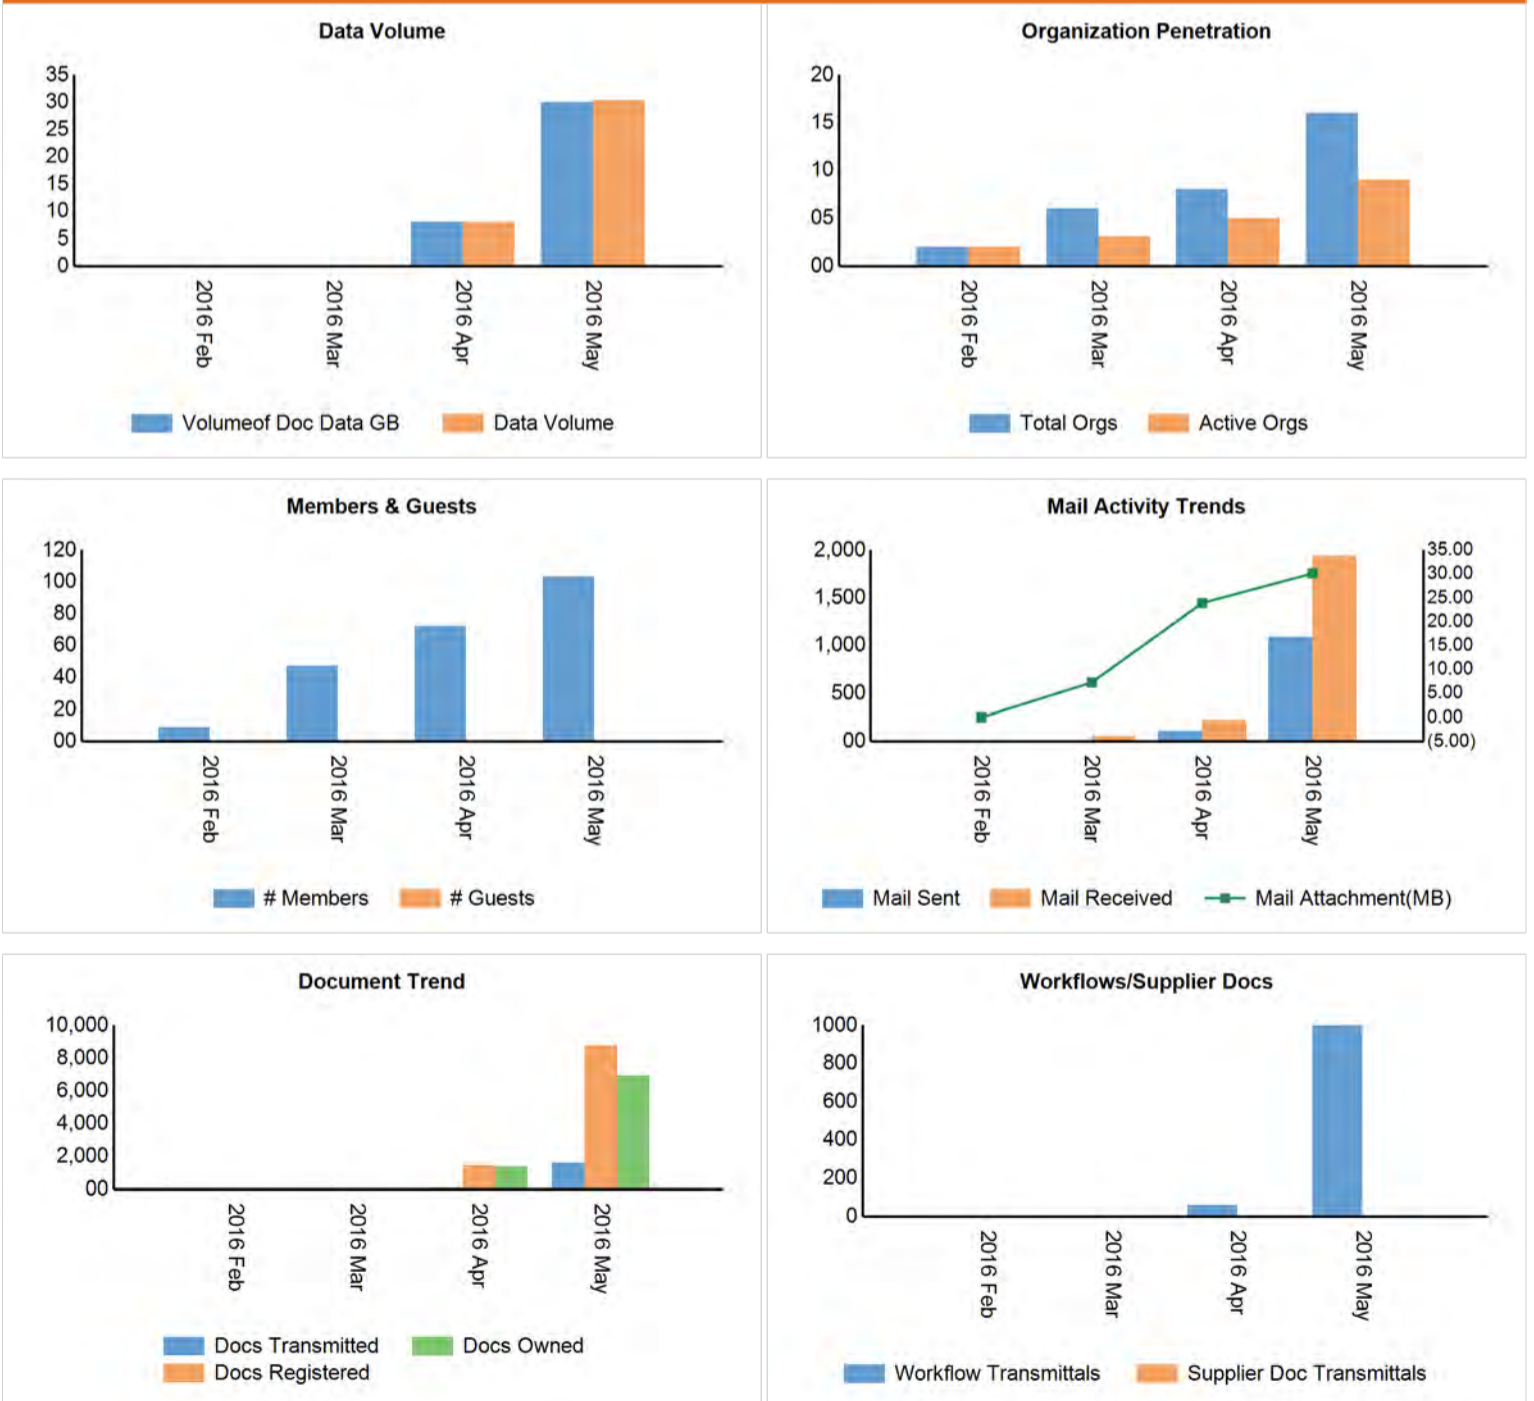 Data Volume
35
30
25
20
15
10
5
0
2016 Feb
2016 Mar
2016 Apr
2016 May
Volumeof Doc Data GB
Data Volume
Organization Penetration
20
15
10
05
00
2016 Feb
2016 Mar
2016 Apr
2016 May
Total Orgs
Active Orgs
Members & Guests
120
100
80
60
40
20
00
2016 Feb
2016 Mar
2016 Apr
2016 May
# Members
# Guests
Mail Activity Trends
2,000
1,500
1,000
500
00
35.00
30.00
25.00
20.00
15.00
10.00
5.00
0.00
(5.00)
2016 Feb
2016 Mar
2016 Apr
2016 May
Mail Sent
Mail Received
Mail Attachment(MB)
Document Trend
10,000
8,000
6,000
4,000
2,000
00
2016 Feb
2016 Mar
2016 Apr
2016 May
Docs Transmitted
Docs Owned
Docs Registered
Workflows/Supplier Docs
1000
800
600
400
200
0
2016 Feb
2016 Mar
2016 Apr
2016 May
Workflow Transmittals
Supplier Doc Transmittals